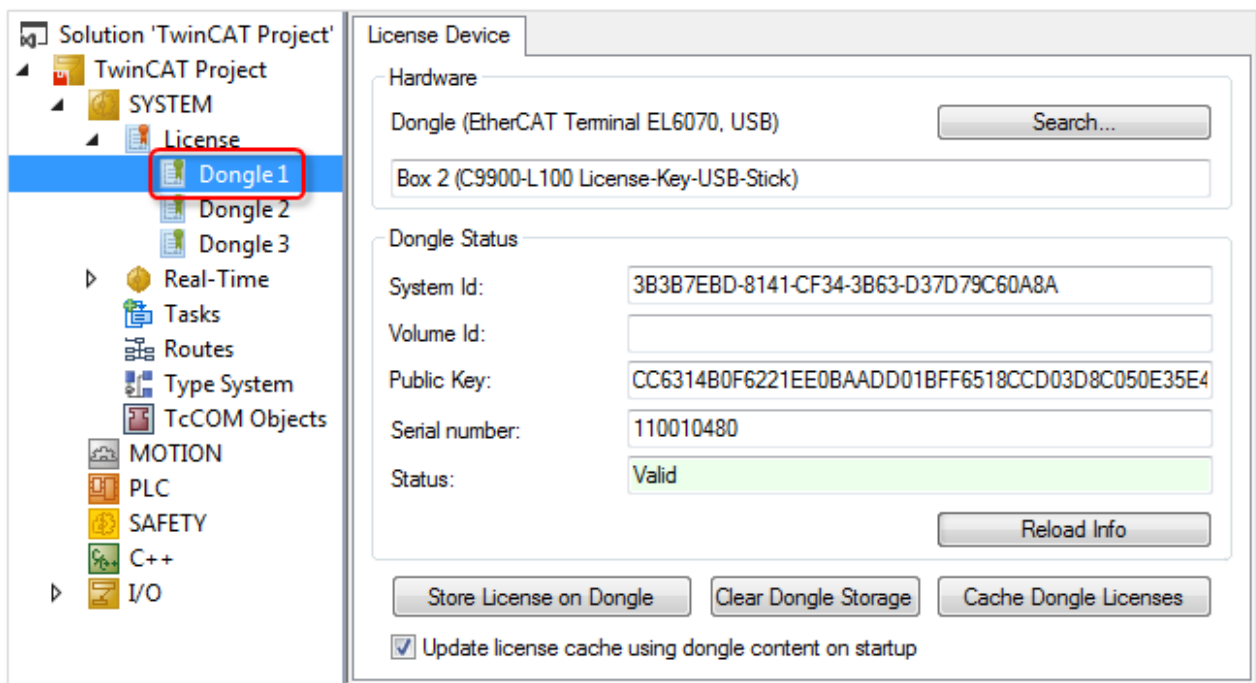 Solution 'TwinCAT Project'
TwinCAT Project
SYSTEM
License
Dongle 1
Dongle 2
Dongle 3
Real-Time
Tasks
Routes
Type System
TcCOM Objects
MOTION
PLC
SAFETY
C++
I/O
License Device
Hardware
Dongle (EtherCAT Terminal EL6070, USB)
Search...
Box 2 (C9900-L100 License-Key-USB-Stick)
Dongle Status
System Id: 3B3B7EBD-8141-CF34-3B63-D37D79C60A8A
Volume Id:
Public Key: CC6314B0F6221EE0BAADD01BFF6518CCD03D8C050E35E4
Serial number: 110010480
Status: Valid
Reload Info
Store License on Dongle
Clear Dongle Storage
Cache Dongle Licenses
Update license cache using dongle content on startup